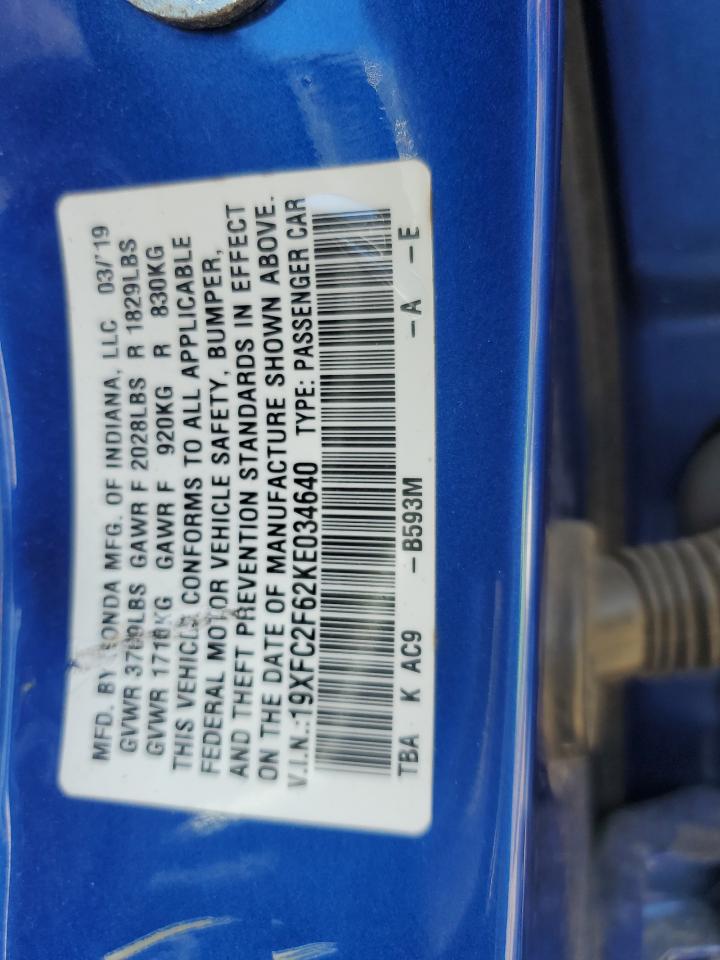 MFD. BY HONDA MFG. OF INDIANA, LLC 03/'19
GVWR LBS GAWR F 2028LBS R 1829LBS
GVWR 1710KG GAWR F 920KG R 830KG
THIS VEHICLE CONFORMS TO ALL APPLICABLE
FEDERAL MOTOR VEHICLE SAFETY, BUMPER,
AND THEFT PREVENTION STANDARDS IN EFFECT
ON THE DATE OF MANUFACTURE SHOWN ABOVE.
V.I.N.:19XFC2F62KE034640 TYPE: PASSENGER CAR
TBA K AC9 -B593M -A -E